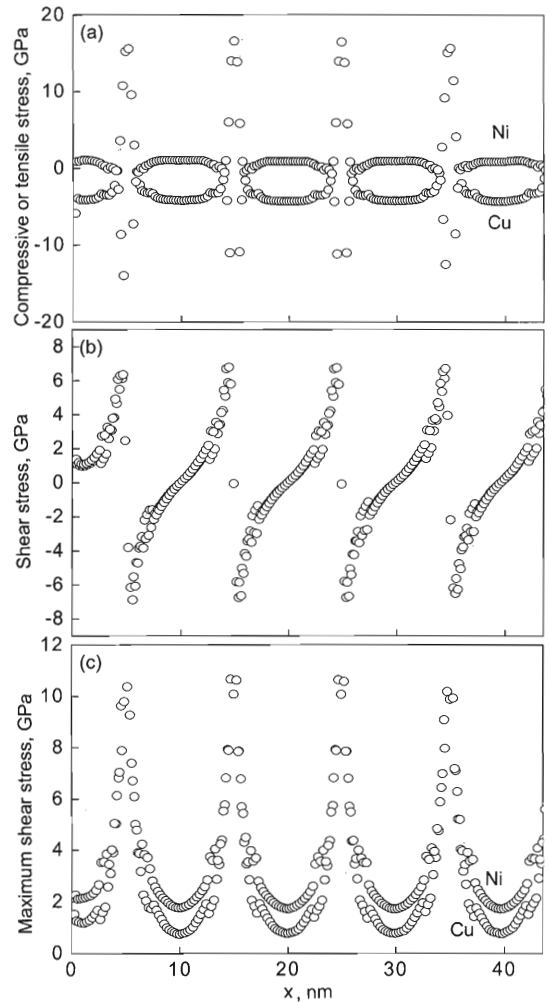 (a)
Compressive or tensile stress, GPa
20
10
0
-10
-20
Ni
Cu
(b)
Shear stress, GPa
8
6
4
2
0
-2
-4
-6
-8
(c)
Maximum shear stress, GPa
12
10
8
6
4
2
0
Ni
Cu
0 10 20 30 40
x, nm